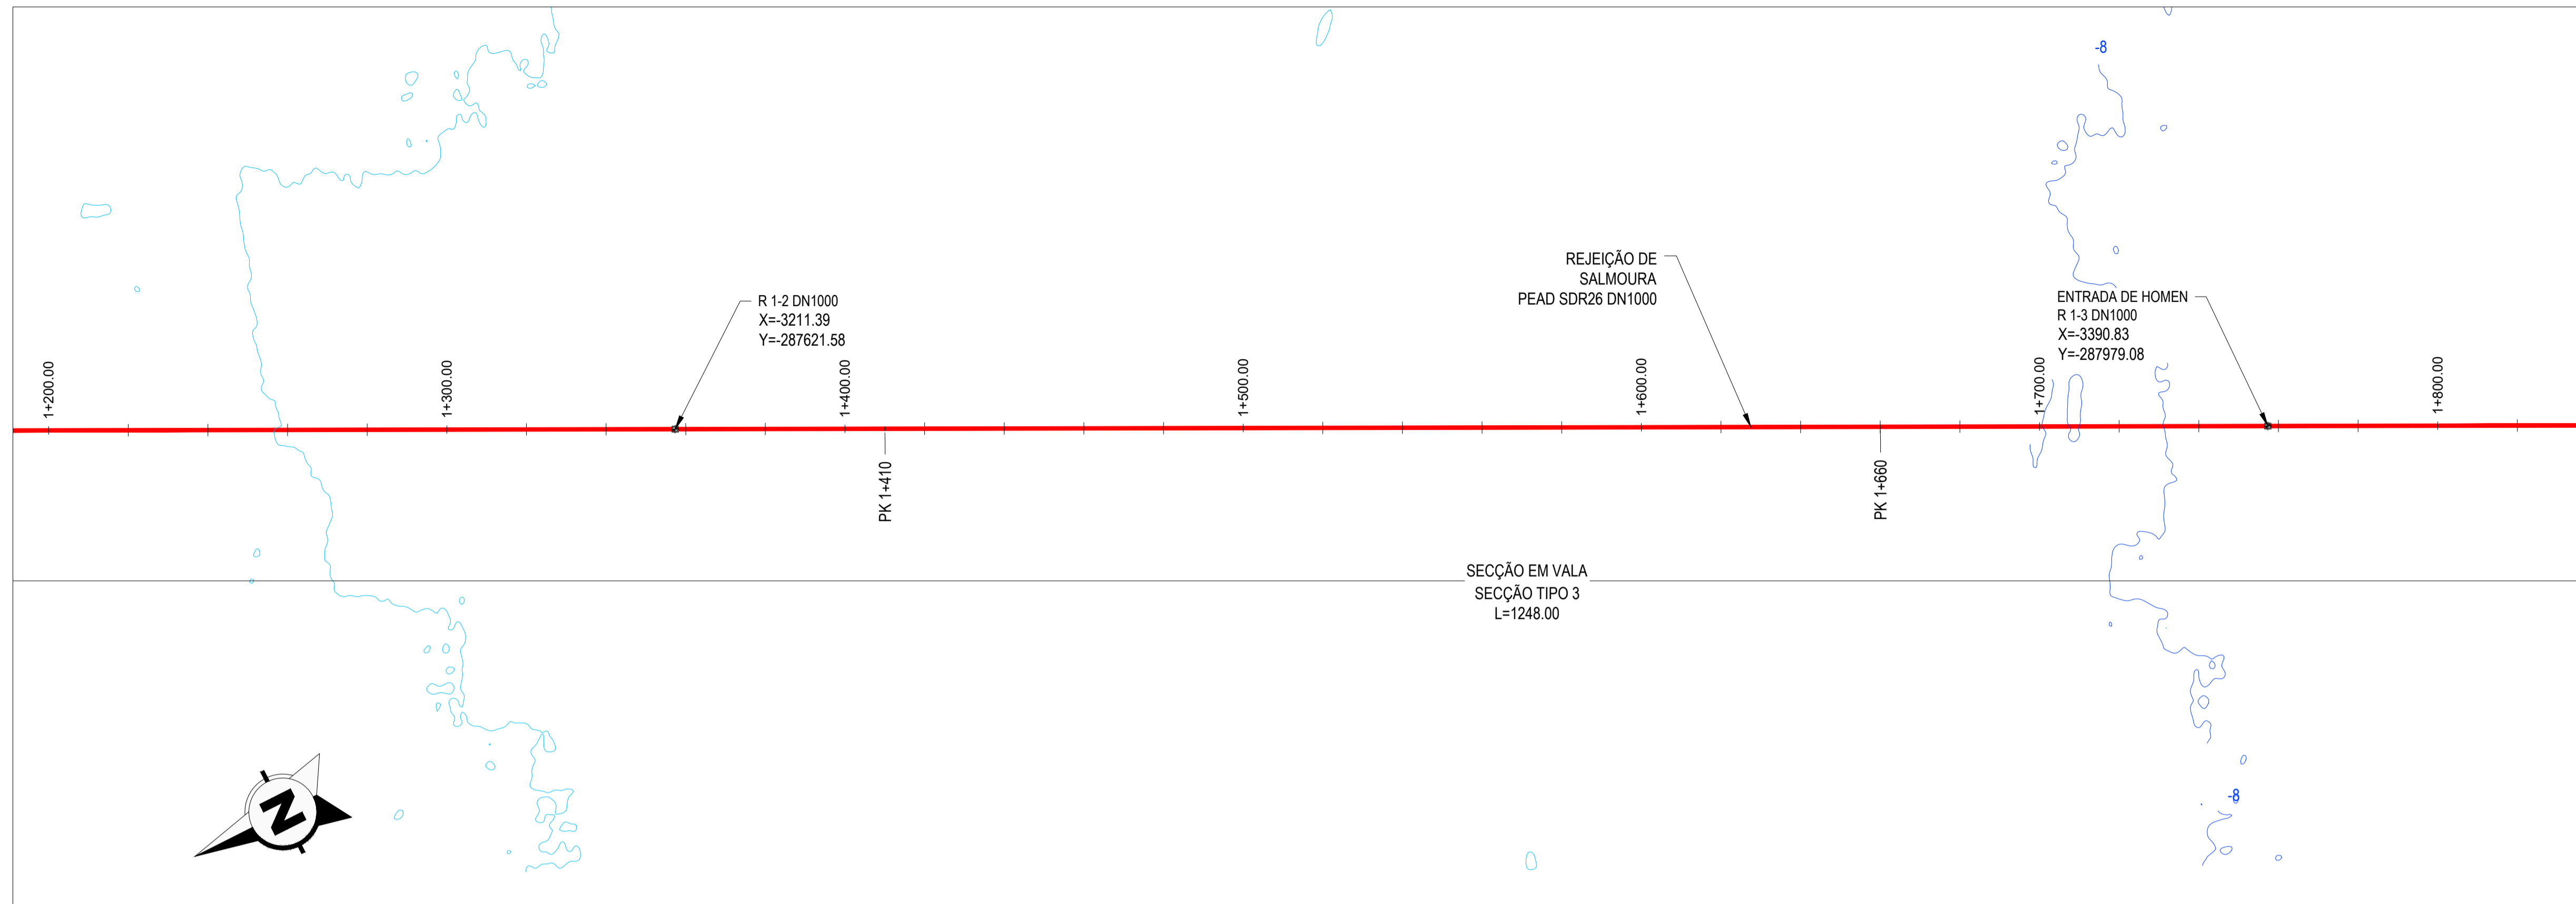 -8
REJEIÇÃO DE
SALMOURA
PEAD SDR26 DN1000
R 1-2 DN1000
X=-3211.39
Y=-287621.58
ENTRADA DE HOMEN
R 1-3 DN1000
X=-3390.83
Y=-287979.08
1+200.00
1+300.00
1+400.00
1+500.00
1+600.00
1+700.00
1+800.00
PK 1+410
PK 1+660
SECÇÃO EM VALA
SECÇÃO TIPO 3
L=1248.00
-8
N